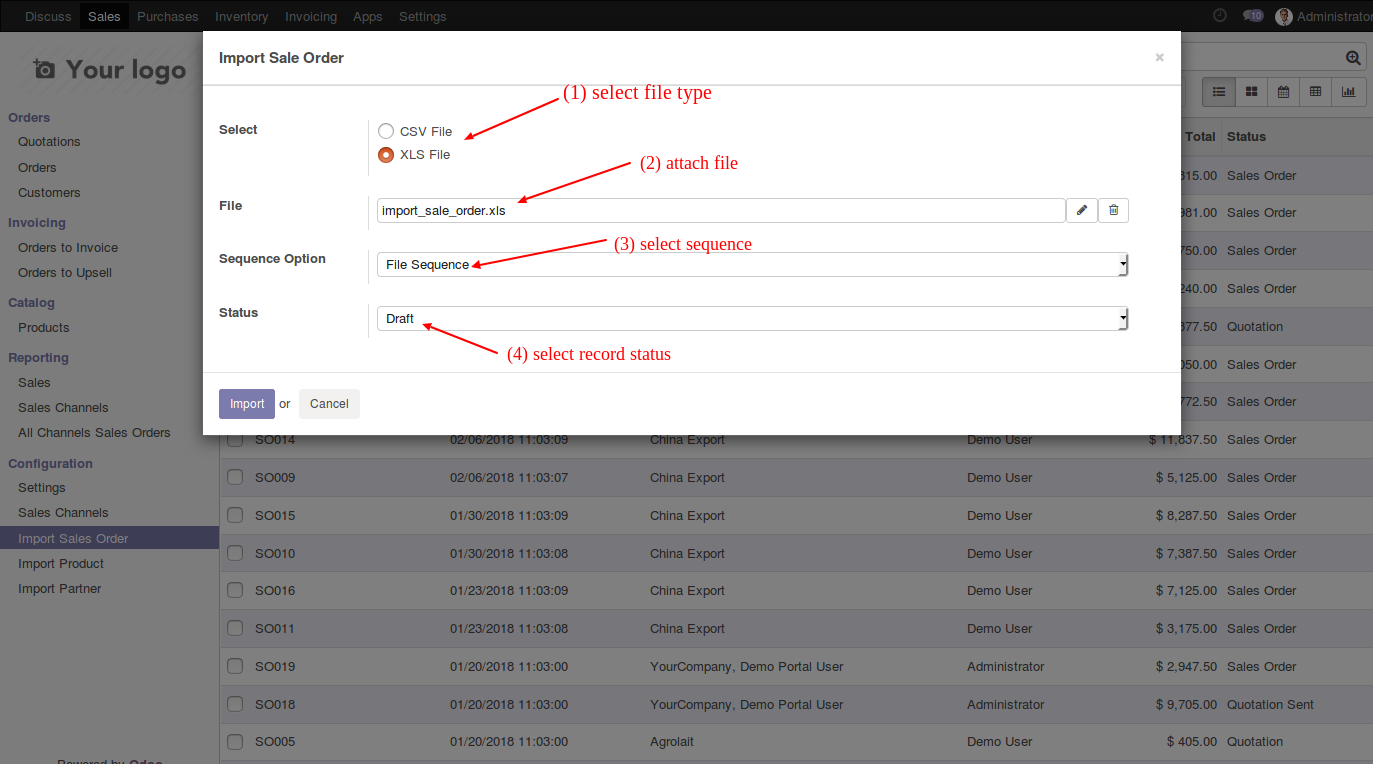 Discuss Sales Purchases Inventory Invoicing Apps Settings 10 Administrator
Import Sale Order ×
Your logo
(1) select file type
Select
CSV File
XLS File
(2) attach file
File
import_sale_order.xls
(3) select sequence
Sequence Option
File Sequence
Status
Draft
(4) select record status
Import or Cancel
Orders
Quotations
Orders
Customers
Invoicing
Orders to Invoice
Orders to Upsell
Catalog
Products
Reporting
Sales
Sales Channels
All Channels Sales Orders
Configuration
Settings
Sales Channels
Import Sales Order
Import Product
Import Partner
Total Status
815.00 Sales Order
981.00 Sales Order
750.00 Sales Order
240.00 Sales Order
377.50 Quotation
050.00 Sales Order
772.50 Sales Order
SO014 02/06/2018 11:03:09 China Export Demo User $ 11,837.50 Sales Order
SO009 02/06/2018 11:03:07 China Export Demo User $ 5,125.00 Sales Order
SO015 01/30/2018 11:03:09 China Export Demo User $ 8,287.50 Sales Order
SO010 01/30/2018 11:03:08 China Export Demo User $ 7,387.50 Sales Order
SO016 01/23/2018 11:03:09 China Export Demo User $ 7,125.00 Sales Order
SO011 01/23/2018 11:03:08 China Export Demo User $ 3,175.00 Sales Order
SO019 01/20/2018 11:03:00 YourCompany, Demo Portal User Administrator $ 2,947.50 Sales Order
SO018 01/20/2018 11:03:00 YourCompany, Demo Portal User Administrator $ 9,705.00 Quotation Sent
SO005 01/20/2018 11:03:00 Agrolait Demo User $ 405.00 Quotation
Powered by Odoo